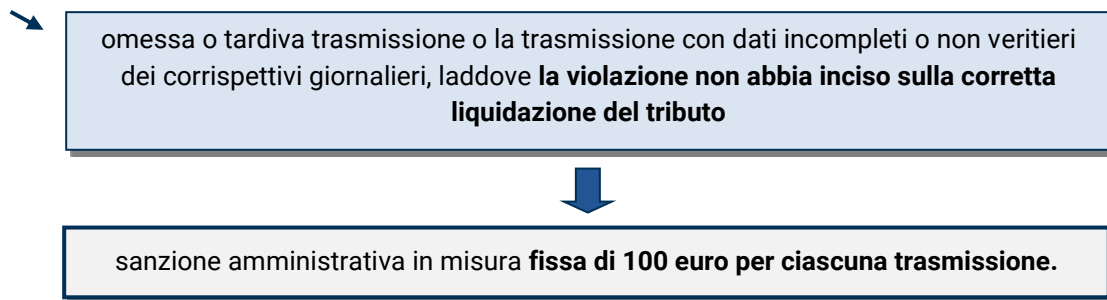 omessa o tardiva trasmissione o la trasmissione con dati incompleti o non veritieri
dei corrispettivi giornalieri, laddove la violazione non abbia inciso sulla corretta
liquidazione del tributo
sanzione amministrativa in misura fissa di 100 euro per ciascuna trasmissione.